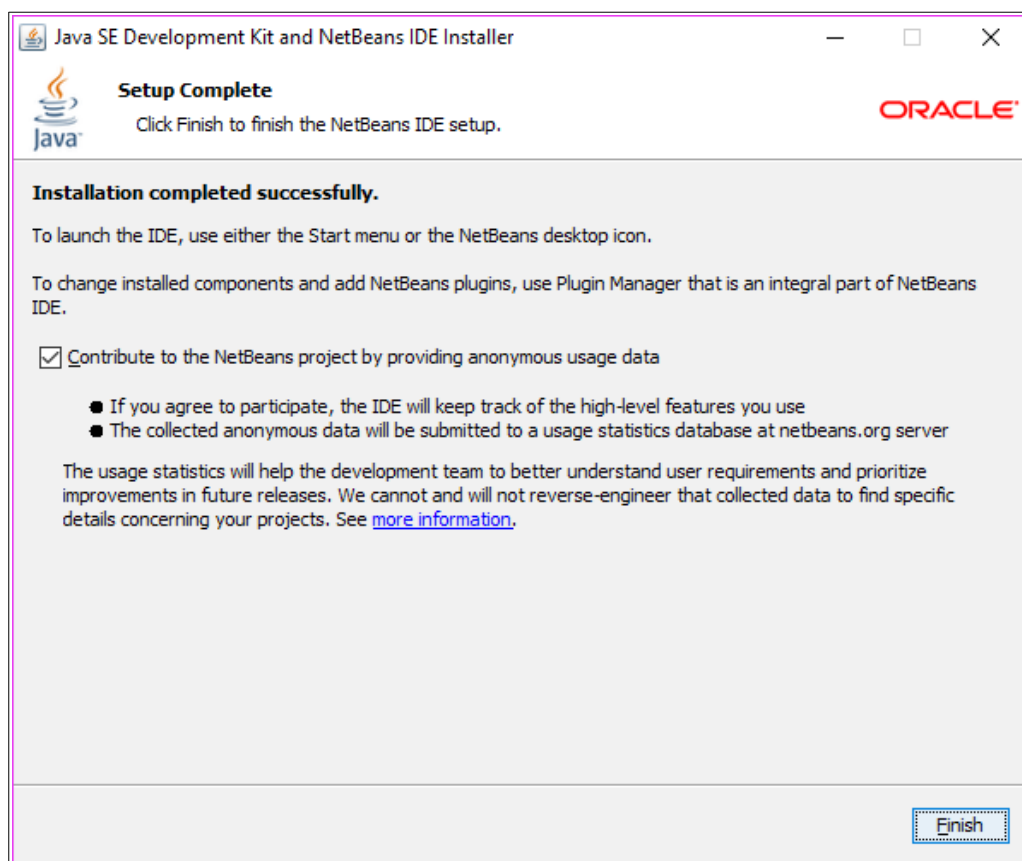 Java SE Development Kit and NetBeans IDE Installer
Setup Complete
Click Finish to finish the NetBeans IDE setup.
Java™
ORACLE®
Installation completed successfully.
To launch the IDE, use either the Start menu or the NetBeans desktop icon.
To change installed components and add NetBeans plugins, use Plugin Manager that is an integral part of NetBeans
IDE.
Contribute to the NetBeans project by providing anonymous usage data
● If you agree to participate, the IDE will keep track of the high-level features you use
● The collected anonymous data will be submitted to a usage statistics database at netbeans.org server
The usage statistics will help the development team to better understand user requirements and prioritize
improvements in future releases. We cannot and will not reverse-engineer that collected data to find specific
details concerning your projects. See more information.
Finish